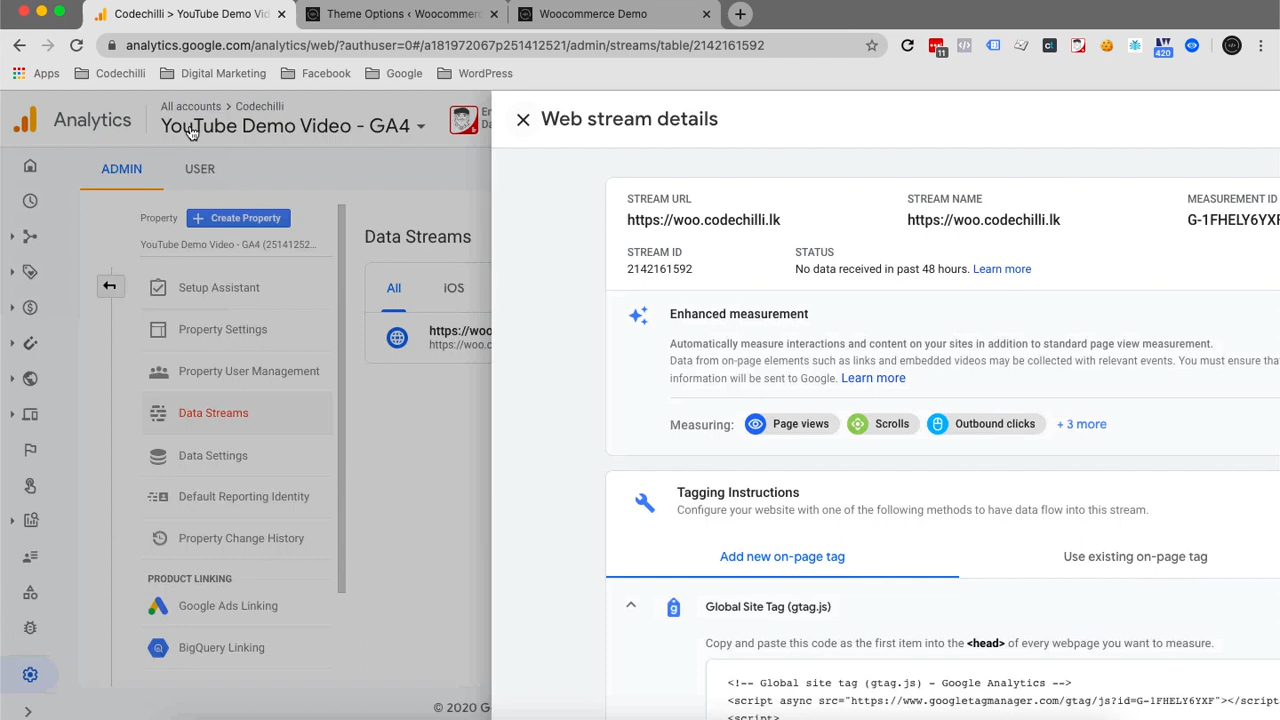 Codechilli > YouTube Demo Vi
Theme Options ‹ Woocommer
Woocommerce Demo
analytics.google.com/analytics/web/?authuser=0#/a181972067p251412521/admin/streams/table/2142161592
11
420
Apps
Codechilli
Digital Marketing
Facebook
Google
WordPress
Analytics
All accounts > Codechilli
YouTube Demo Video - GA4
Web stream details
ADMIN
USER
Property
+ Create Property
YouTube Demo Video - GA4 (25141252...
Setup Assistant
Property Settings
Property User Management
Data Streams
Data Settings
Default Reporting Identity
Property Change History
PRODUCT LINKING
Google Ads Linking
BigQuery Linking
Data Streams
All
iOS
https://woo
https://woo.c
© 2020 G
STREAM URL
https://woo.codechilli.lk
STREAM NAME
https://woo.codechilli.lk
MEASUREMENT ID
G-1FHELY6YXF
STREAM ID
2142161592
STATUS
No data received in past 48 hours. Learn more
Enhanced measurement
Automatically measure interactions and content on your sites in addition to standard page view measurement.
Data from on-page elements such as links and embedded videos may be collected with relevant events. You must ensure tha
information will be sent to Google. Learn more
Measuring:
Page views
Scrolls
Outbound clicks
+ 3 more
Tagging Instructions
Configure your website with one of the following methods to have data flow into this stream.
Add new on-page tag
Use existing on-page tag
Global Site Tag (gtag.js)
Copy and paste this code as the first item into the <head> of every webpage you want to measure.
<!-- Global site tag (gtag.js) - Google Analytics -->
<script async src="https://www.googletagmanager.com/gtag/js?id=G-1FHELY6YXF"></scrip
<script>